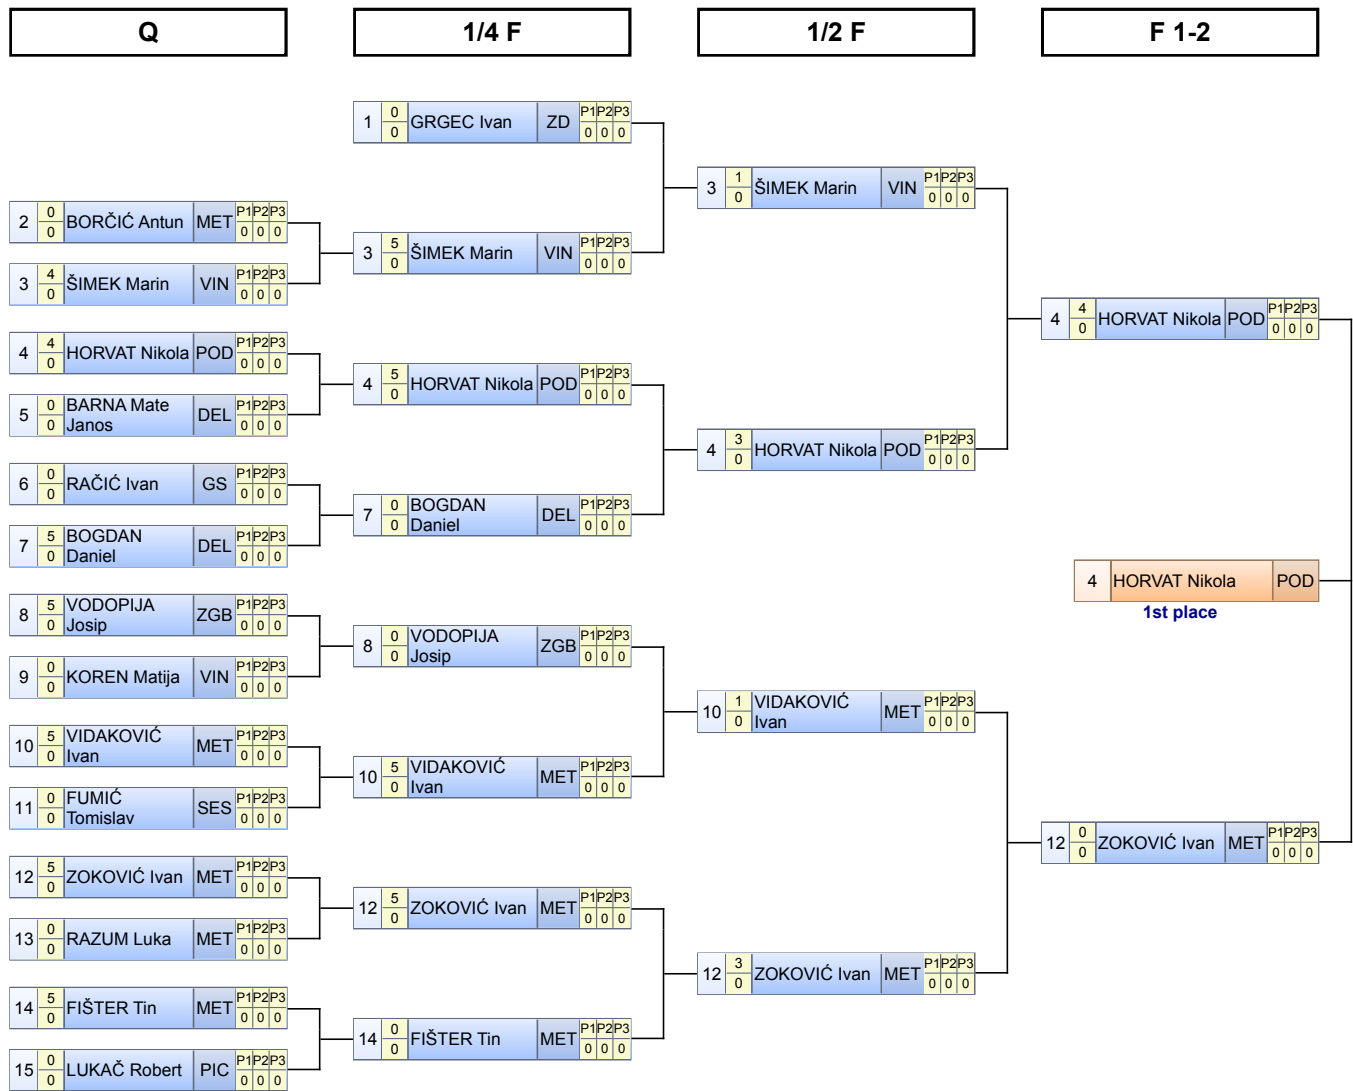 Q
1/4 F
1/2 F
F 1-2
1 0 GRGEC Ivan ZD P1 P2 P3
0 0 0 0
3 1 ŠIMEK Marin VIN P1 P2 P3
0 0 0 0
2 0 BORČIĆ Antun MET P1 P2 P3
0 0 0 0
3 5 ŠIMEK Marin VIN P1 P2 P3
0 0 0 0
3 4 ŠIMEK Marin VIN P1 P2 P3
0 0 0 0
4 4 HORVAT Nikola POD P1 P2 P3
0 0 0 0
4 4 HORVAT Nikola POD P1 P2 P3
0 0 0 0
4 5 HORVAT Nikola POD P1 P2 P3
0 0 0 0
5 0 BARNA Mate DEL P1 P2 P3
0 Janos 0 0 0
4 3 HORVAT Nikola POD P1 P2 P3
0 0 0 0
6 0 RAČIĆ Ivan GS P1 P2 P3
0 0 0 0
7 0 BOGDAN DEL P1 P2 P3
0 Daniel 0 0 0
7 5 BOGDAN DEL P1 P2 P3
0 Daniel 0 0 0
4 HORVAT Nikola POD
1st place
8 5 VODOPIJA ZGB P1 P2 P3
0 Josip 0 0 0
8 0 VODOPIJA ZGB P1 P2 P3
0 Josip 0 0 0
9 0 KOREN Matija VIN P1 P2 P3
0 0 0 0
10 1 VIDAKOVIĆ MET P1 P2 P3
0 Ivan 0 0 0
10 5 VIDAKOVIĆ MET P1 P2 P3
0 Ivan 0 0 0
10 5 VIDAKOVIĆ MET P1 P2 P3
0 Ivan 0 0 0
11 0 FUMIĆ SES P1 P2 P3
0 Tomislav 0 0 0
12 0 ZOKOVIĆ Ivan MET P1 P2 P3
0 0 0 0
12 5 ZOKOVIĆ Ivan MET P1 P2 P3
0 0 0 0
12 5 ZOKOVIĆ Ivan MET P1 P2 P3
0 0 0 0
13 0 RAZUM Luka MET P1 P2 P3
0 0 0 0
12 3 ZOKOVIĆ Ivan MET P1 P2 P3
0 0 0 0
14 5 FIŠTER Tin MET P1 P2 P3
0 0 0 0
14 0 FIŠTER Tin MET P1 P2 P3
0 0 0 0
15 0 LUKAČ Robert PIC P1 P2 P3
0 0 0 0